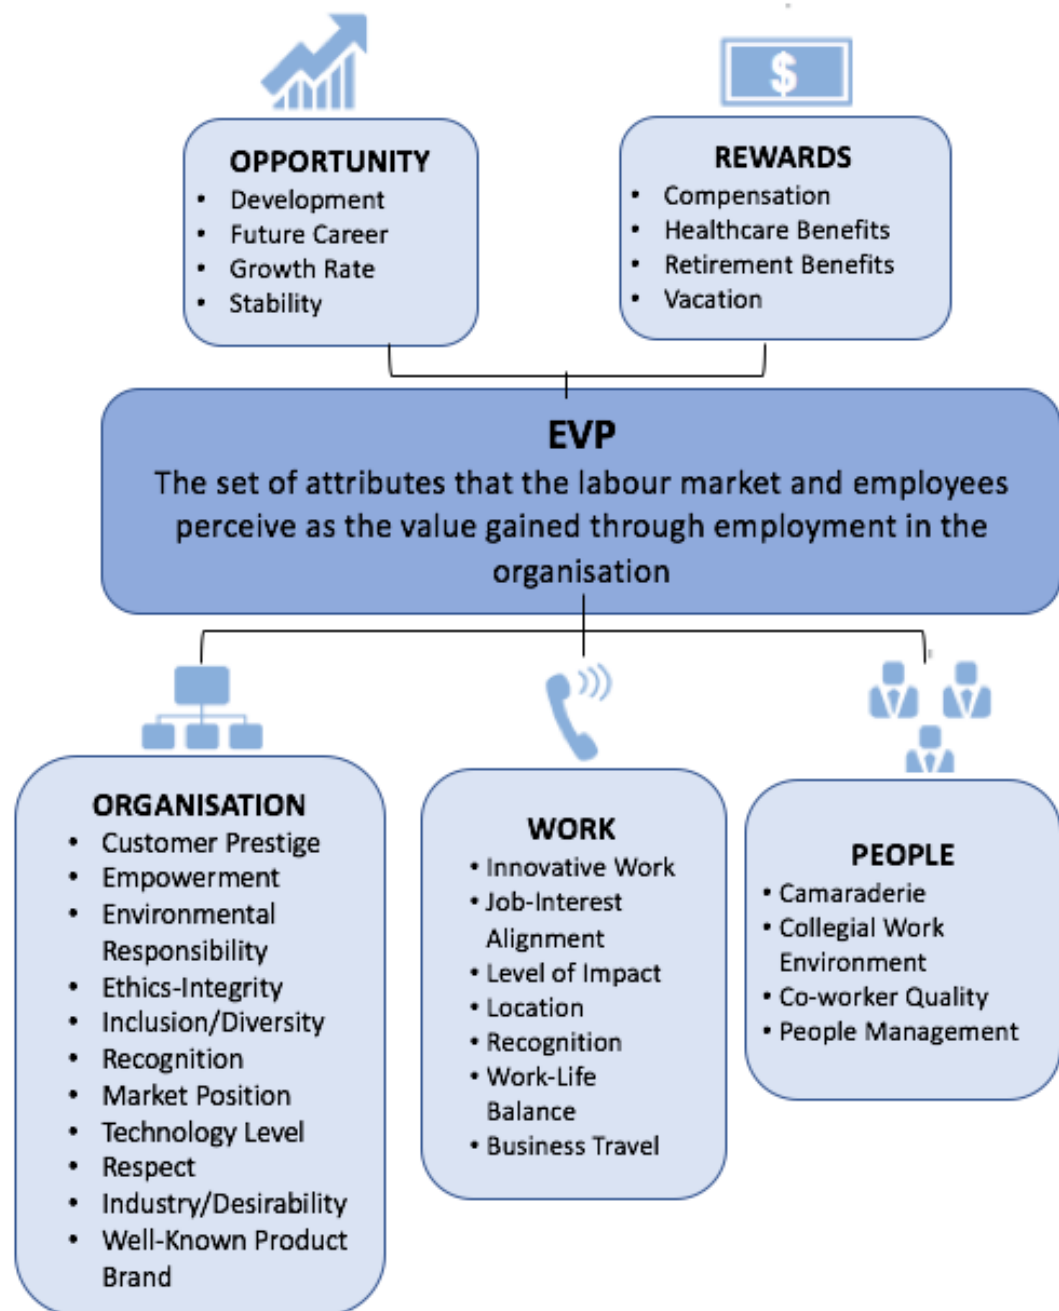 $
OPPORTUNITY
• Development
• Future Career
• Growth Rate
• Stability
REWARDS
• Compensation
• Healthcare Benefits
• Retirement Benefits
• Vacation
EVP
The set of attributes that the labour market and employees
perceive as the value gained through employment in the
organisation
ORGANISATION
• Customer Prestige
• Empowerment
• Environmental
Responsibility
• Ethics-Integrity
• Inclusion/Diversity
• Recognition
• Market Position
• Technology Level
• Respect
• Industry/Desirability
• Well-Known Product
Brand
WORK
• Innovative Work
• Job-Interest
Alignment
• Level of Impact
• Location
• Recognition
• Work-Life
Balance
• Business Travel
PEOPLE
• Camaraderie
• Collegial Work
Environment
• Co-worker Quality
• People Management